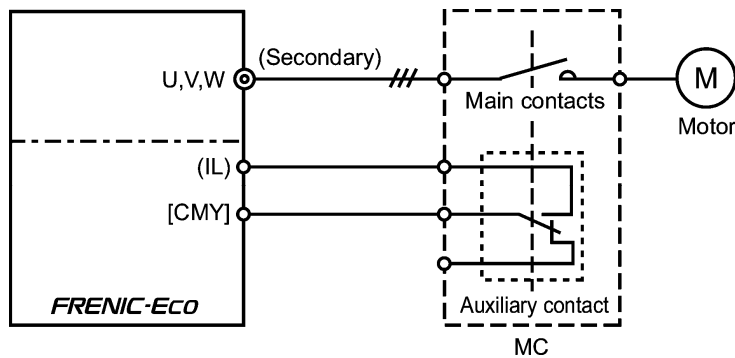 (Secondary)
U,V,W
M
Main contacts
Motor
(IL)
[CMY]
FRENIC-Eco
Auxiliary contact
MC